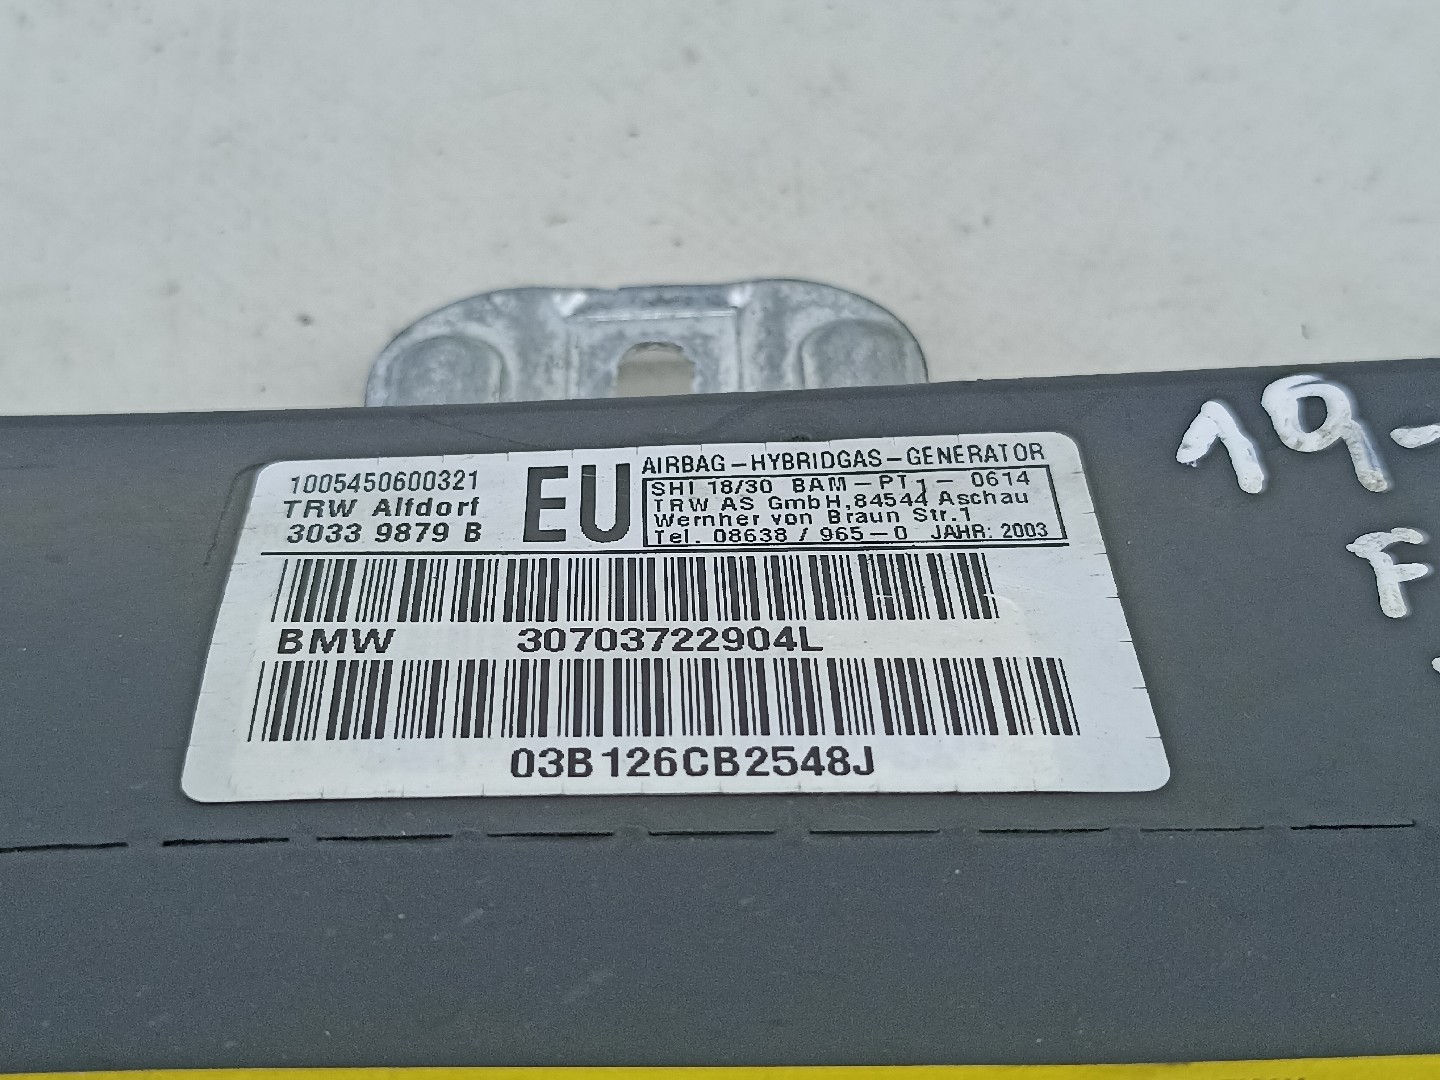 1005450600321
TRW Alfdorf
3033 9879 B
EU
AIRBAG-HYBRIDGAS-GENERATOR
SHI 18/30 BAM-PT1- 0614
TRW AS GmbH, 84544 Aschau
Wernher von Braun Str.1
Tel. 08638 / 965-0 JAHR: 2003
BMW 30703722904L
03B126CB2548J
19-
F